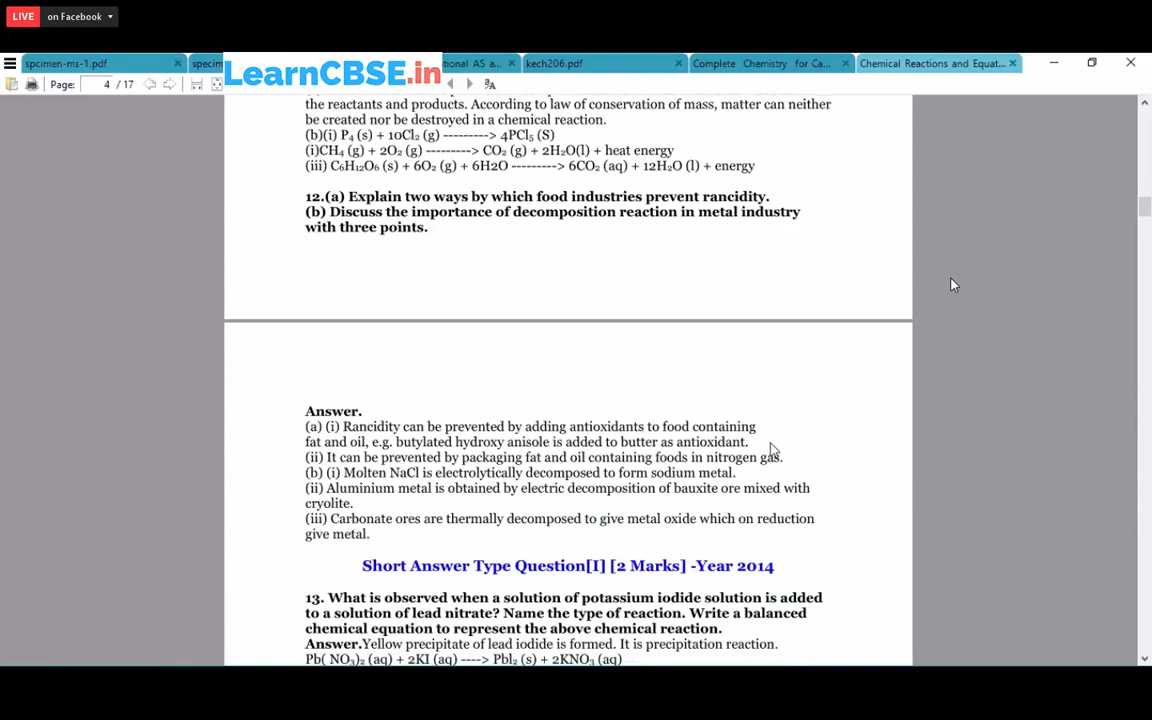 LIVE on Facebook
spcimen-ms-1.pdf
specim
LearnCBSE.in
tional AS a...
kech206.pdf
Complete Chemistry for Ca...
Chemical Reactions and Equat...
Page: 4 / 17
the reactants and products. According to law of conservation of mass, matter can neither
be created nor be destroyed in a chemical reaction.
(b)(i) P₄ (s) + 10Cl₂ (g) ---------> 4PCl₅ (S)
(i)CH₄ (g) + 2O₂ (g) ---------> CO₂ (g) + 2H₂O(l) + heat energy
(iii) C₆H₁₂O₆ (s) + 6O₂ (g) + 6H2O ---------> 6CO₂ (aq) + 12H₂O (l) + energy
12.(a) Explain two ways by which food industries prevent rancidity.
(b) Discuss the importance of decomposition reaction in metal industry
with three points.
Answer.
(a) (i) Rancidity can be prevented by adding antioxidants to food containing
fat and oil, e.g. butylated hydroxy anisole is added to butter as antioxidant.
(ii) It can be prevented by packaging fat and oil containing foods in nitrogen gas.
(b) (i) Molten NaCl is electrolytically decomposed to form sodium metal.
(ii) Aluminium metal is obtained by electric decomposition of bauxite ore mixed with
cryolite.
(iii) Carbonate ores are thermally decomposed to give metal oxide which on reduction
give metal.
Short Answer Type Question[I] [2 Marks] -Year 2014
13. What is observed when a solution of potassium iodide solution is added
to a solution of lead nitrate? Name the type of reaction. Write a balanced
chemical equation to represent the above chemical reaction.
Answer.Yellow precipitate of lead iodide is formed. It is precipitation reaction.
Pb( NO₃)₂ (aq) + 2KI (aq) ----> Pbl₂ (s) + 2KNO₃ (aq)